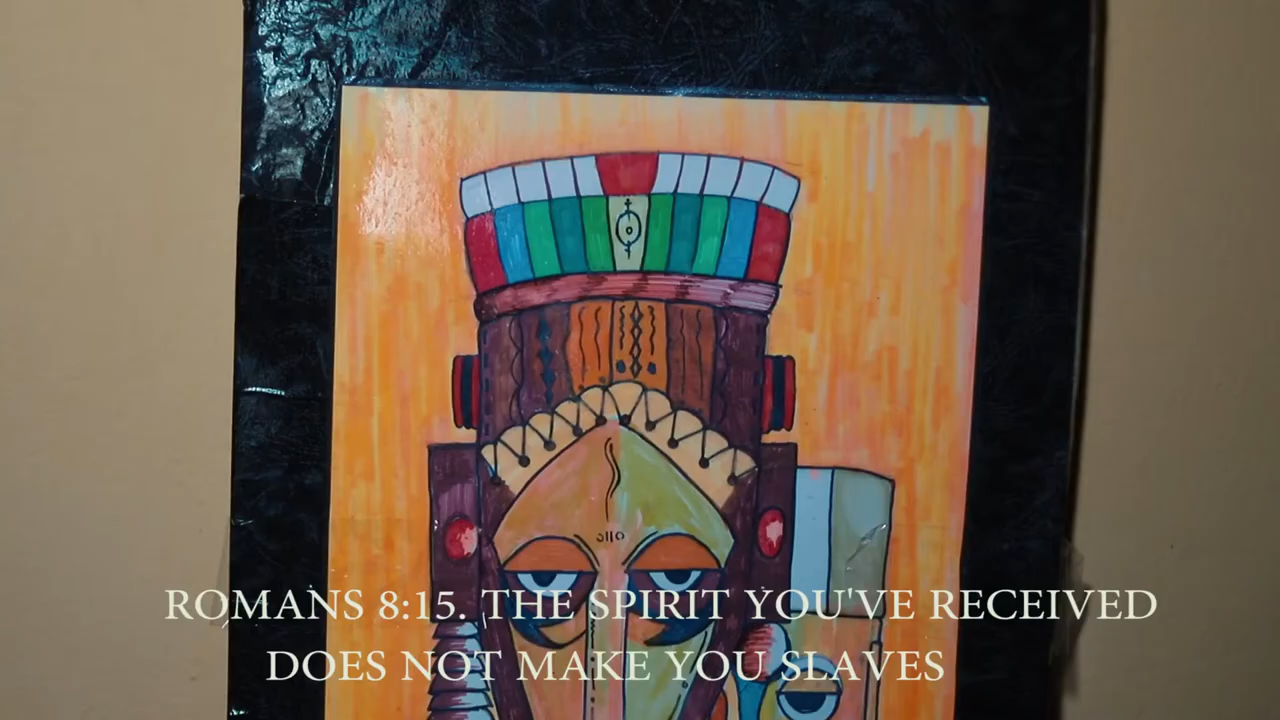 ROMANS 8:15. THE SPIRIT YOU'VE RECEIVED
DOES NOT MAKE YOU SLAVES